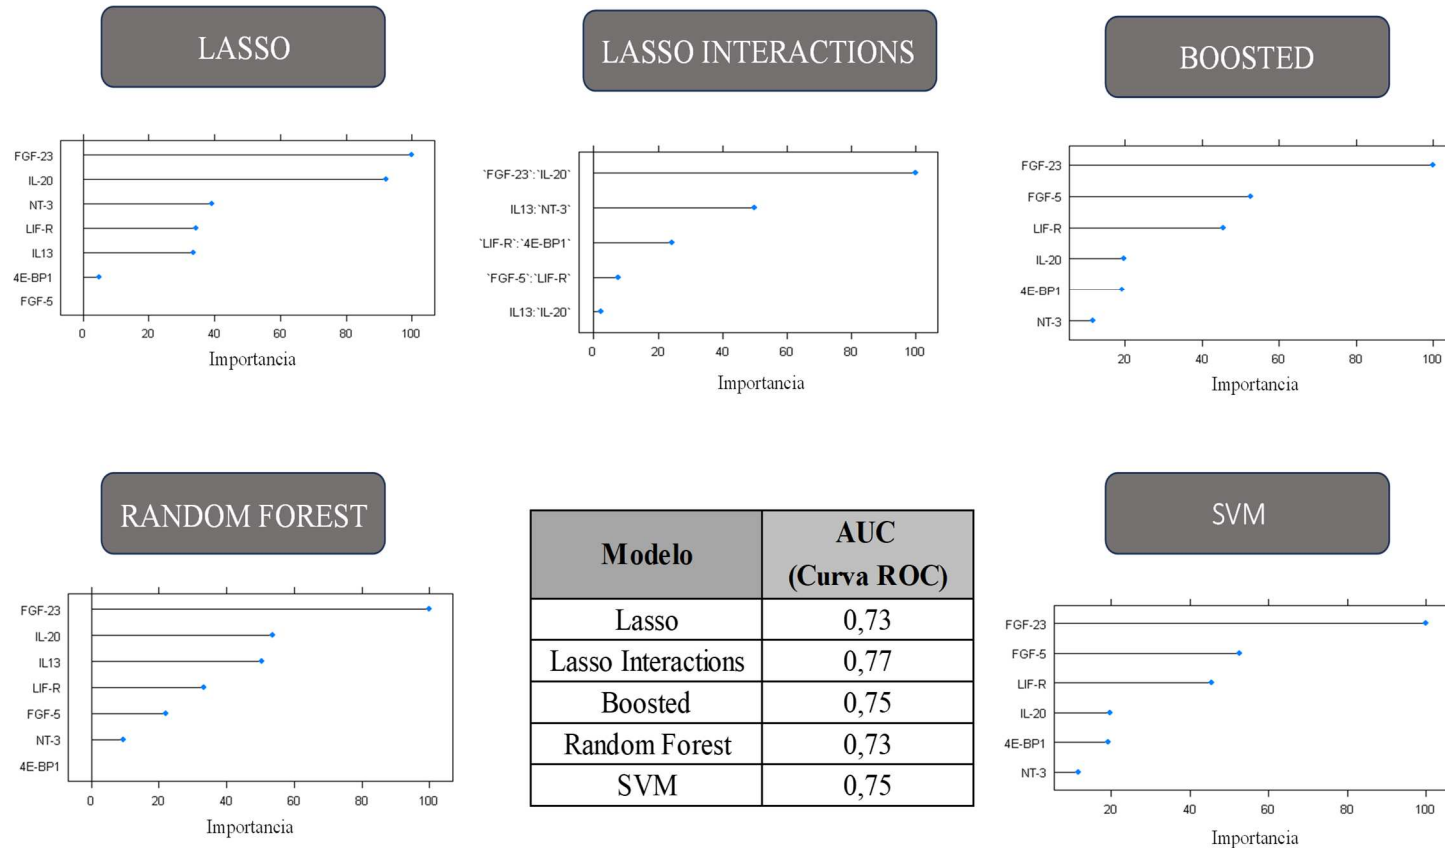 LASSO
FGF-23
IL-20
NT-3
LIF-R
IL13
4E-BP1
FGF-5
0 20 40 60 80 100
Importancia
LASSO INTERACTIONS
`FGF-23`:`IL-20`
IL13:`NT-3`
`LIF-R`:`4E-BP1`
`FGF-5`:`LIF-R`
IL13:`IL-20`
0 20 40 60 80 100
Importancia
BOOSTED
FGF-23
FGF-5
LIF-R
IL-20
4E-BP1
NT-3
20 40 60 80 100
Importancia
RANDOM FOREST
FGF-23
IL-20
IL13
LIF-R
FGF-5
NT-3
4E-BP1
0 20 40 60 80 100
Importancia
Modelo AUC
(Curva ROC)
Lasso 0,73
Lasso Interactions 0,77
Boosted 0,75
Random Forest 0,73
SVM 0,75
SVM
FGF-23
FGF-5
LIF-R
IL-20
4E-BP1
NT-3
20 40 60 80 100
Importancia